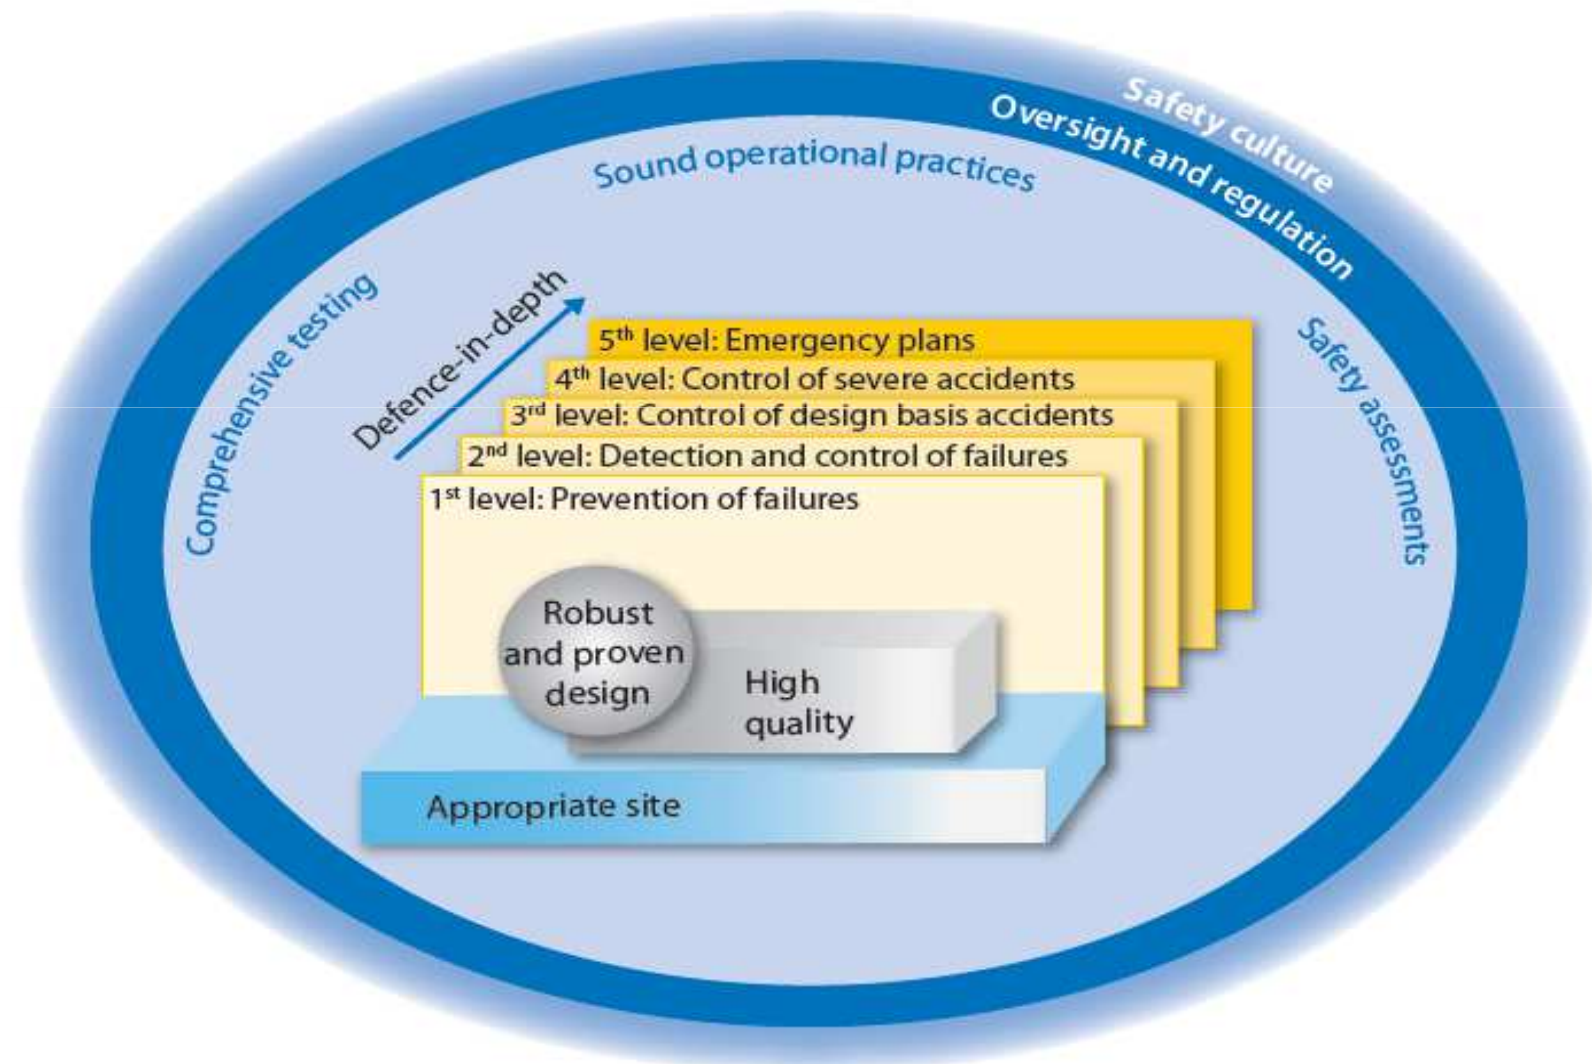 Safety culture
Oversight and regulation
Sound operational practices
Comprehensive testing
Safety assessments
Defence-in-depth
5th level: Emergency plans
4th level: Control of severe accidents
3rd level: Control of design basis accidents
2nd level: Detection and control of failures
1st level: Prevention of failures
Robust
and proven
design
High
quality
Appropriate site